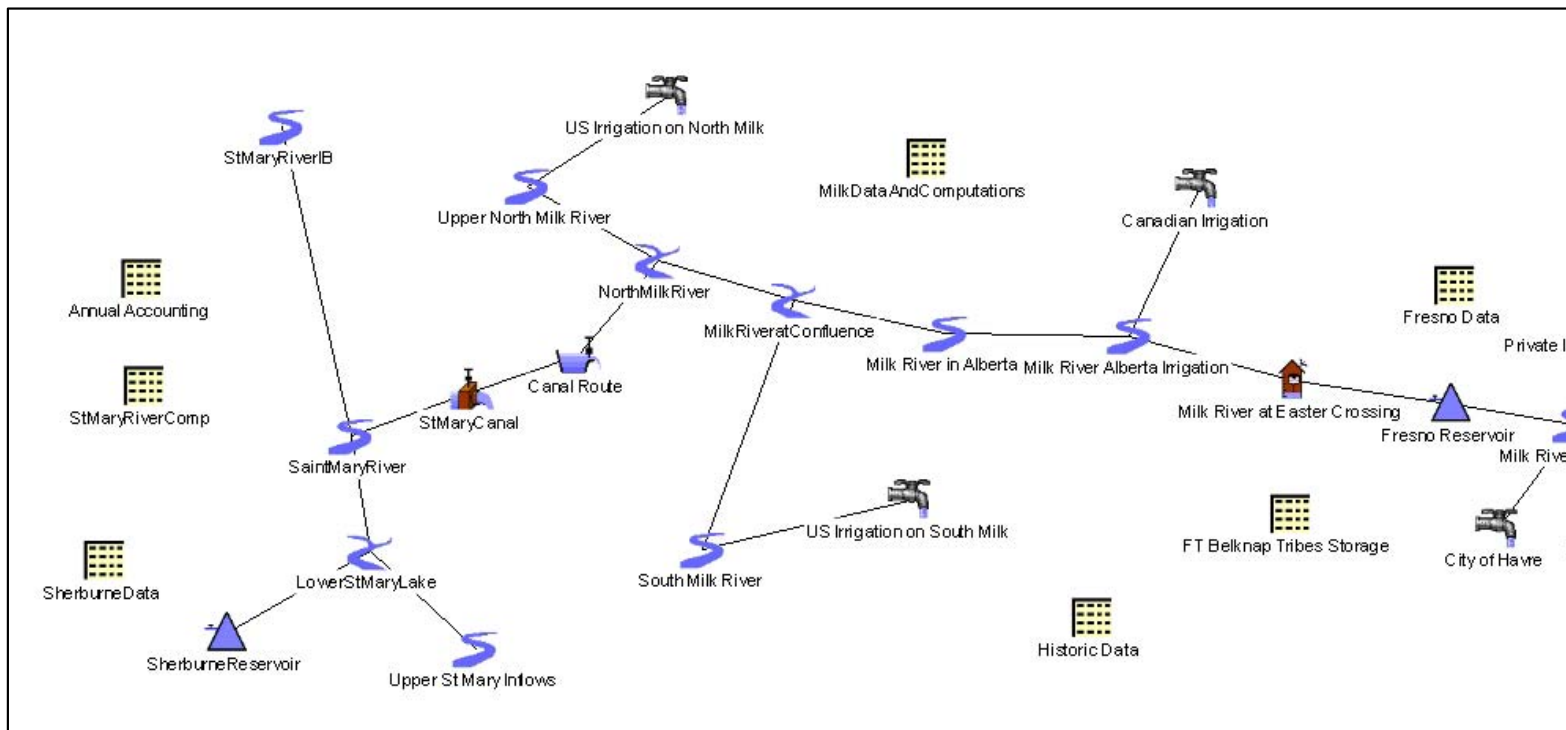 US Irrigation on North Milk
StMaryRiverIB
Upper North Milk River
MilkDataAndComputations
Canadian Irrigation
NorthMilkRiver
Annual Accounting
MilkRiveratConfluence
Fresno Data
Private I
Milk River in Alberta
Milk River Alberta Irrigation
Canal Route
StMaryRiverComp
StMaryCanal
Milk River at Easter Crossing
Fresno Reservoir
Milk River
SaintMaryRiver
US Irrigation on South Milk
FT Belknap Tribes Storage
City of Havre
SherburneData
LowerStMaryLake
South Milk River
Historic Data
SherburneReservoir
Upper St Mary Inflows